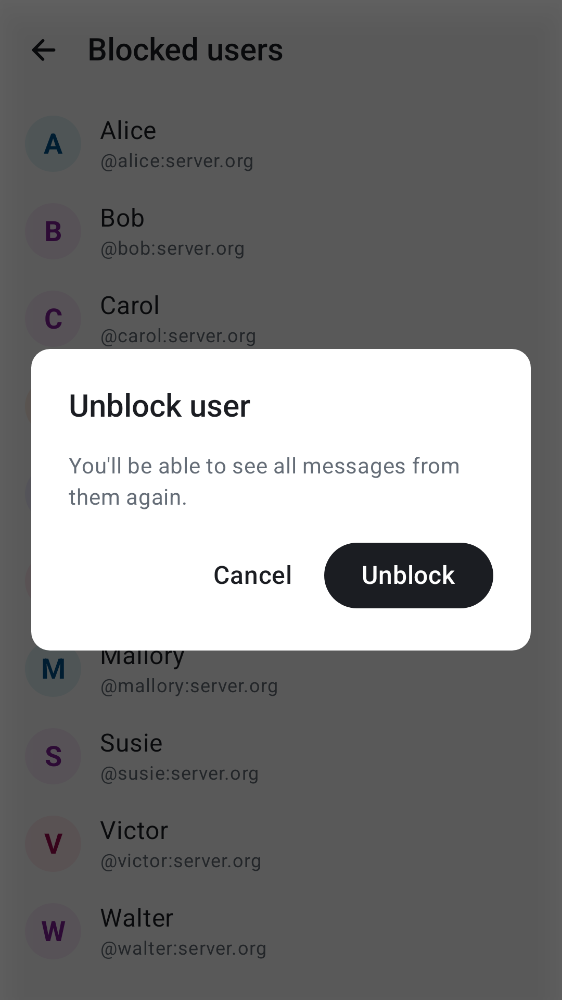 Blocked users
A
Alice
@alice:server.org
B
Bob
@bob:server.org
C
Carol
@carol:server.org
Unblock user
You'll be able to see all messages from
them again.
Cancel
Unblock
M
Mallory
@mallory:server.org
S
Susie
@susie:server.org
V
Victor
@victor:server.org
W
Walter
@walter:server.org